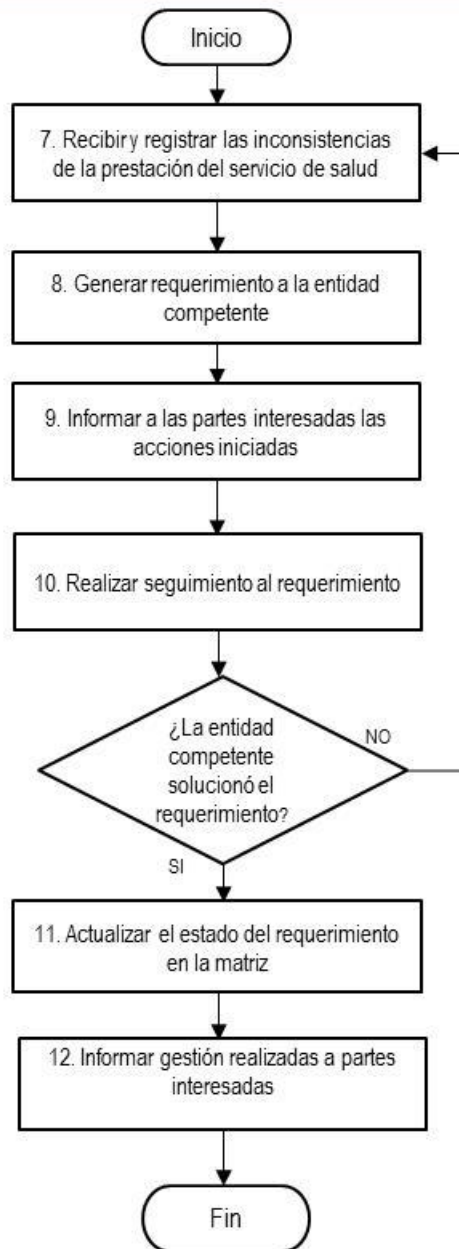 Inicio
7. Recibir y registrar las inconsistencias
de la prestación del servicio de salud
8. Generar requerimiento a la entidad
competente
9. Informar a las partes interesadas las
acciones iniciadas
10. Realizar seguimiento al requerimiento
¿La entidad
competente
solucionó el
requerimiento?
NO
SI
11. Actualizar el estado del requerimiento
en la matriz
12. Informar gestión realizadas a partes
interesadas
Fin